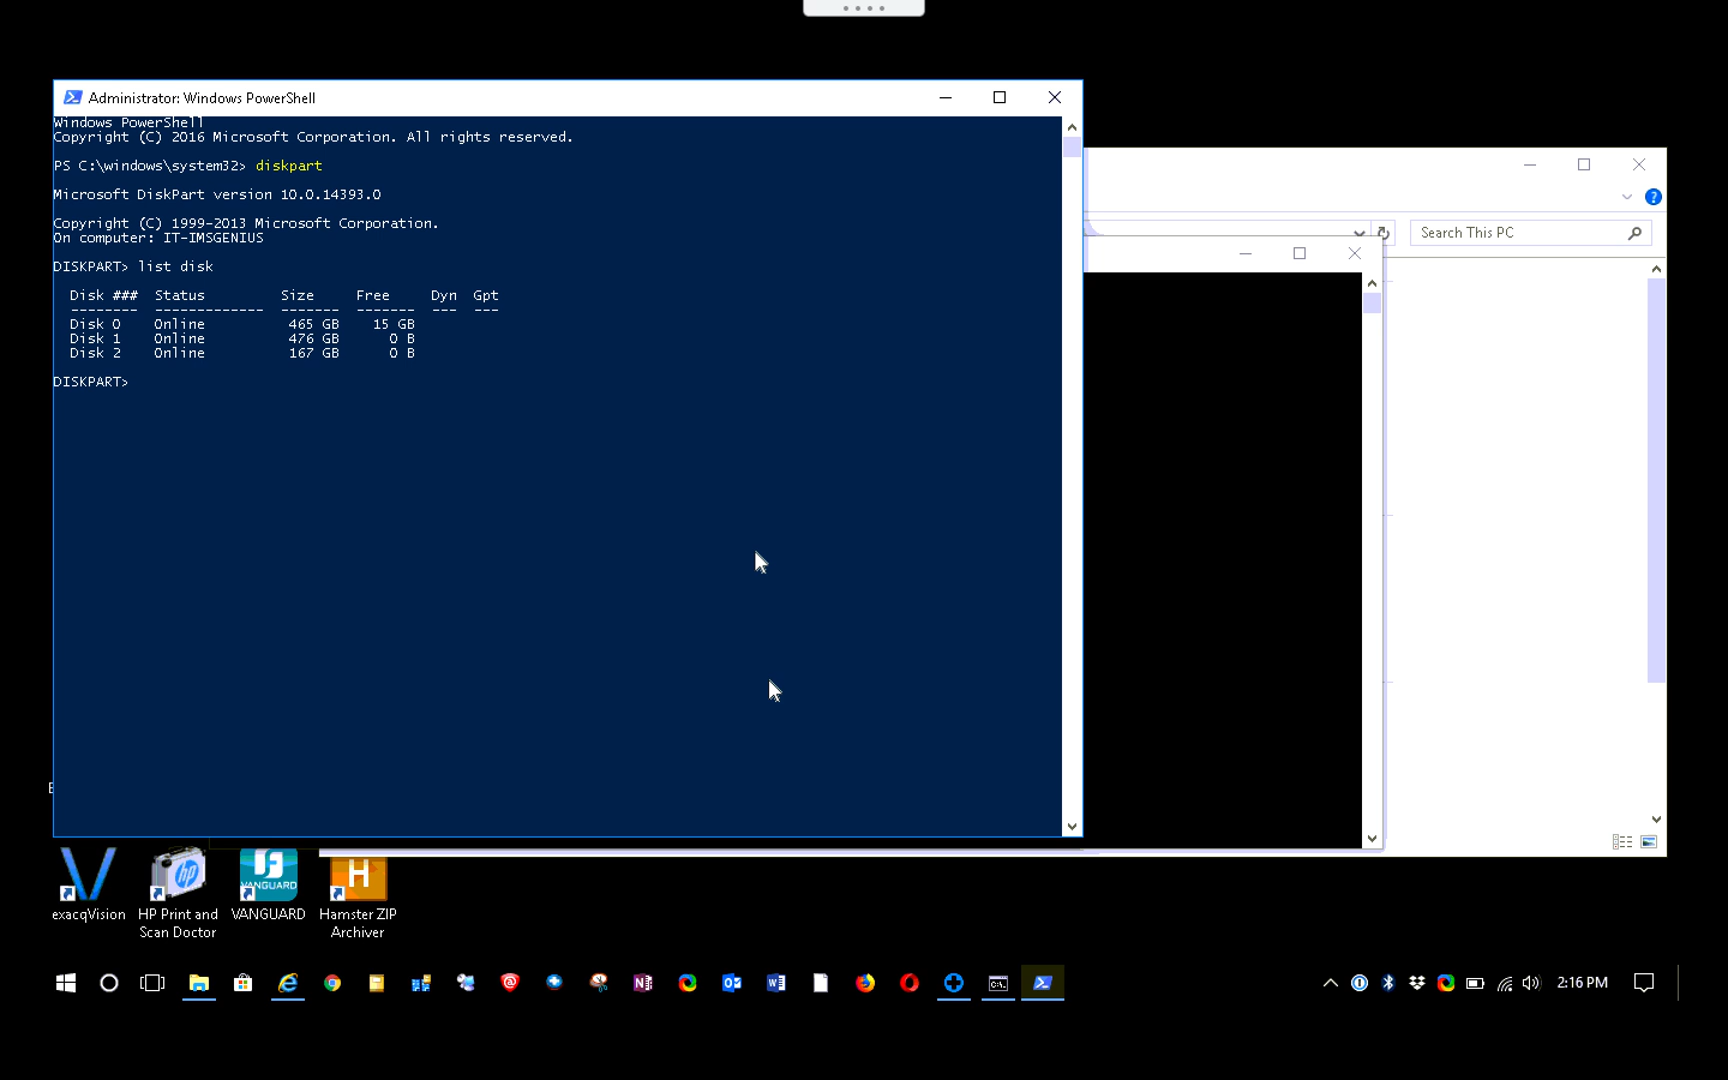 Administrator: Windows PowerShell
Windows PowerShell
Copyright (C) 2016 Microsoft Corporation. All rights reserved.
PS C:\windows\system32> diskpart
Microsoft DiskPart version 10.0.14393.0
Copyright (C) 1999-2013 Microsoft Corporation.
On computer: IT-IMSGENIUS
DISKPART> list disk
Disk ### Status Size Free Dyn Gpt
-------- ------------- ------- ------- --- ---
Disk 0 Online 465 GB 15 GB
Disk 1 Online 476 GB 0 B
Disk 2 Online 167 GB 0 B
DISKPART>
Search This PC
exacqVision
HP Print and
Scan Doctor
VANGUARD
VANGUARD
Hamster ZIP
Archiver
2:16 PM